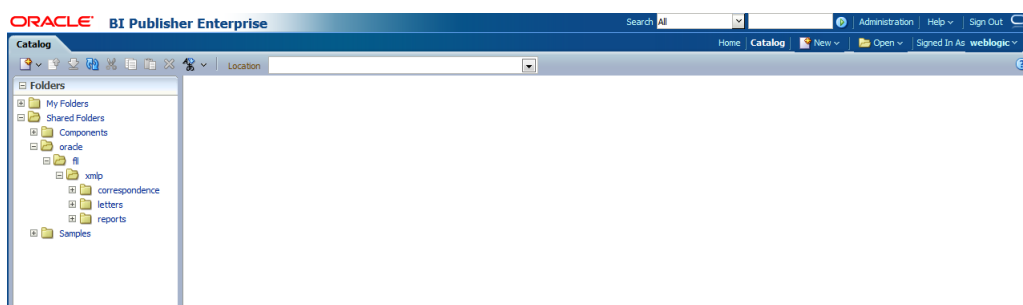 ORACLE BI Publisher Enterprise Search All Administration Help Sign Out
Catalog Home Catalog New Open Signed In As weblogic
Location
Folders
My Folders
Shared Folders
Components
oracle
fll
xmlp
correspondence
letters
reports
Samples